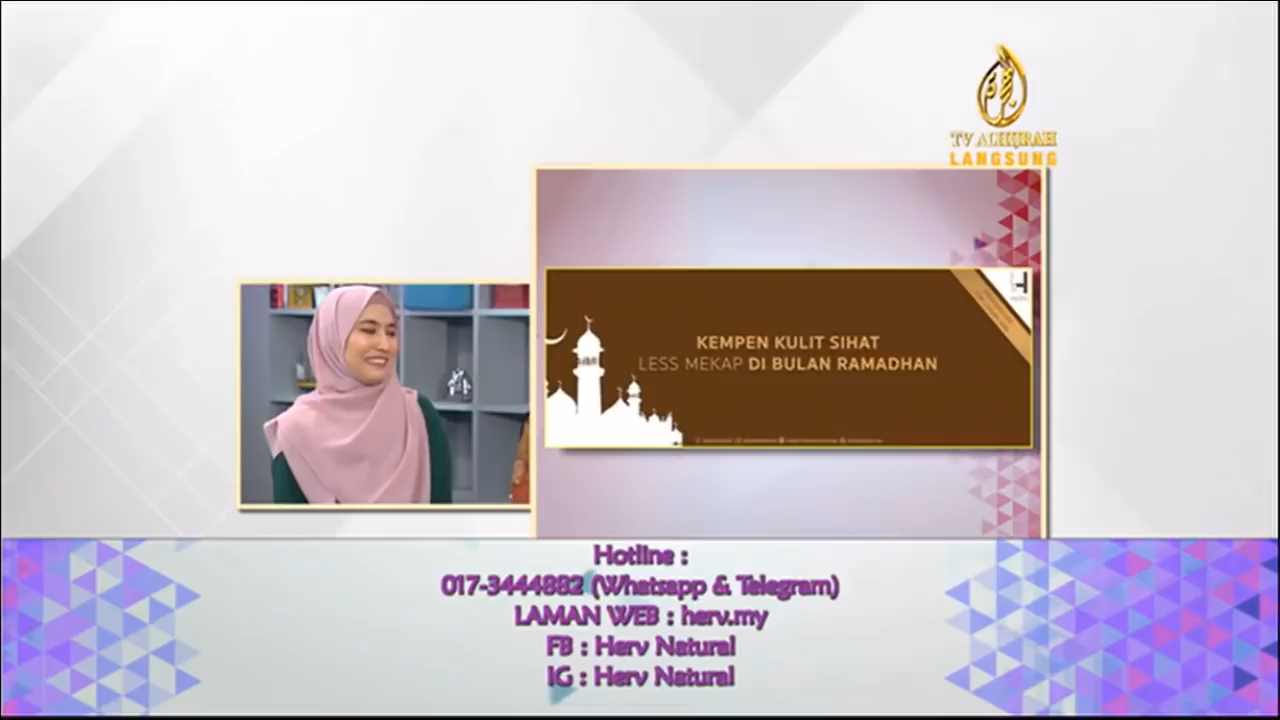 TV ALHIJRAH
LANGSUNG
KEMPEN KULIT SIHAT
LESS MEKAP DI BULAN RAMADHAN
Hotline :
017-3444882 (Whatsapp & Telegram)
LAMAN WEB : herv.my
FB : Herv Natural
IG : Herv Natural